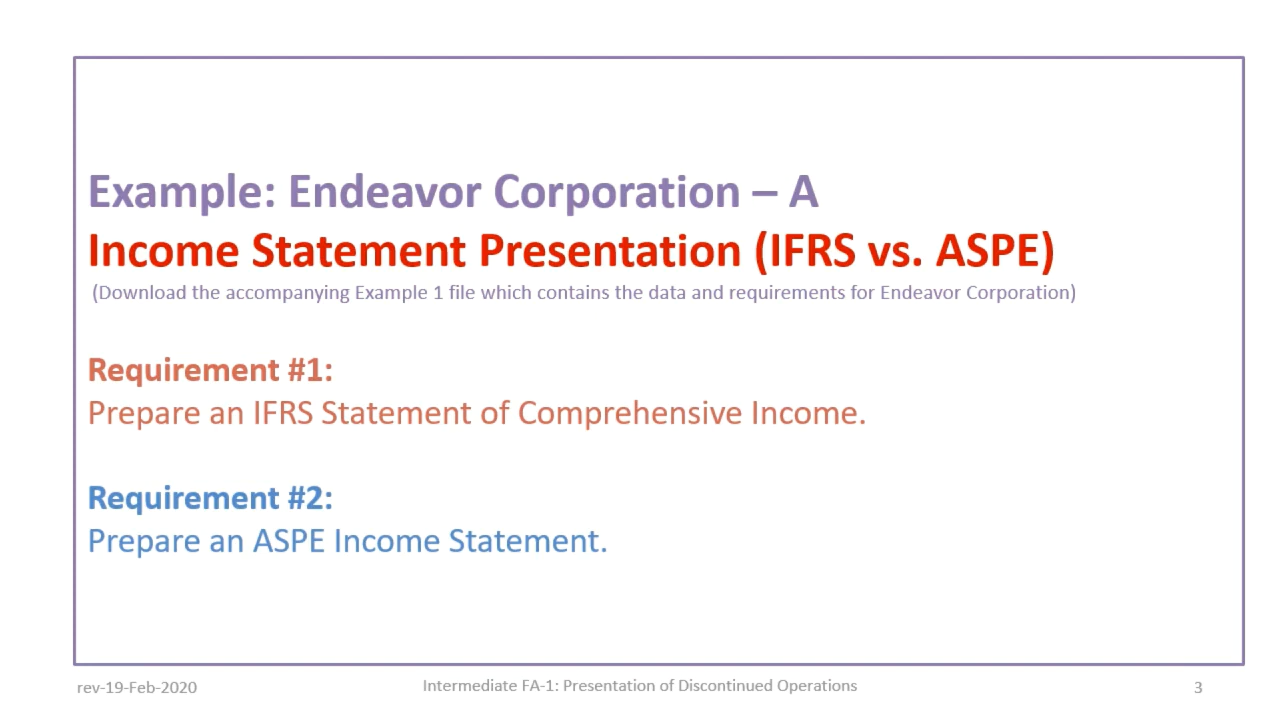 Example: Endeavor Corporation – A
Income Statement Presentation (IFRS vs. ASPE)
(Download the accompanying Example 1 file which contains the data and requirements for Endeavor Corporation)
Requirement #1:
Prepare an IFRS Statement of Comprehensive Income.
Requirement #2:
Prepare an ASPE Income Statement.
rev-19-Feb-2020
Intermediate FA-1: Presentation of Discontinued Operations
3